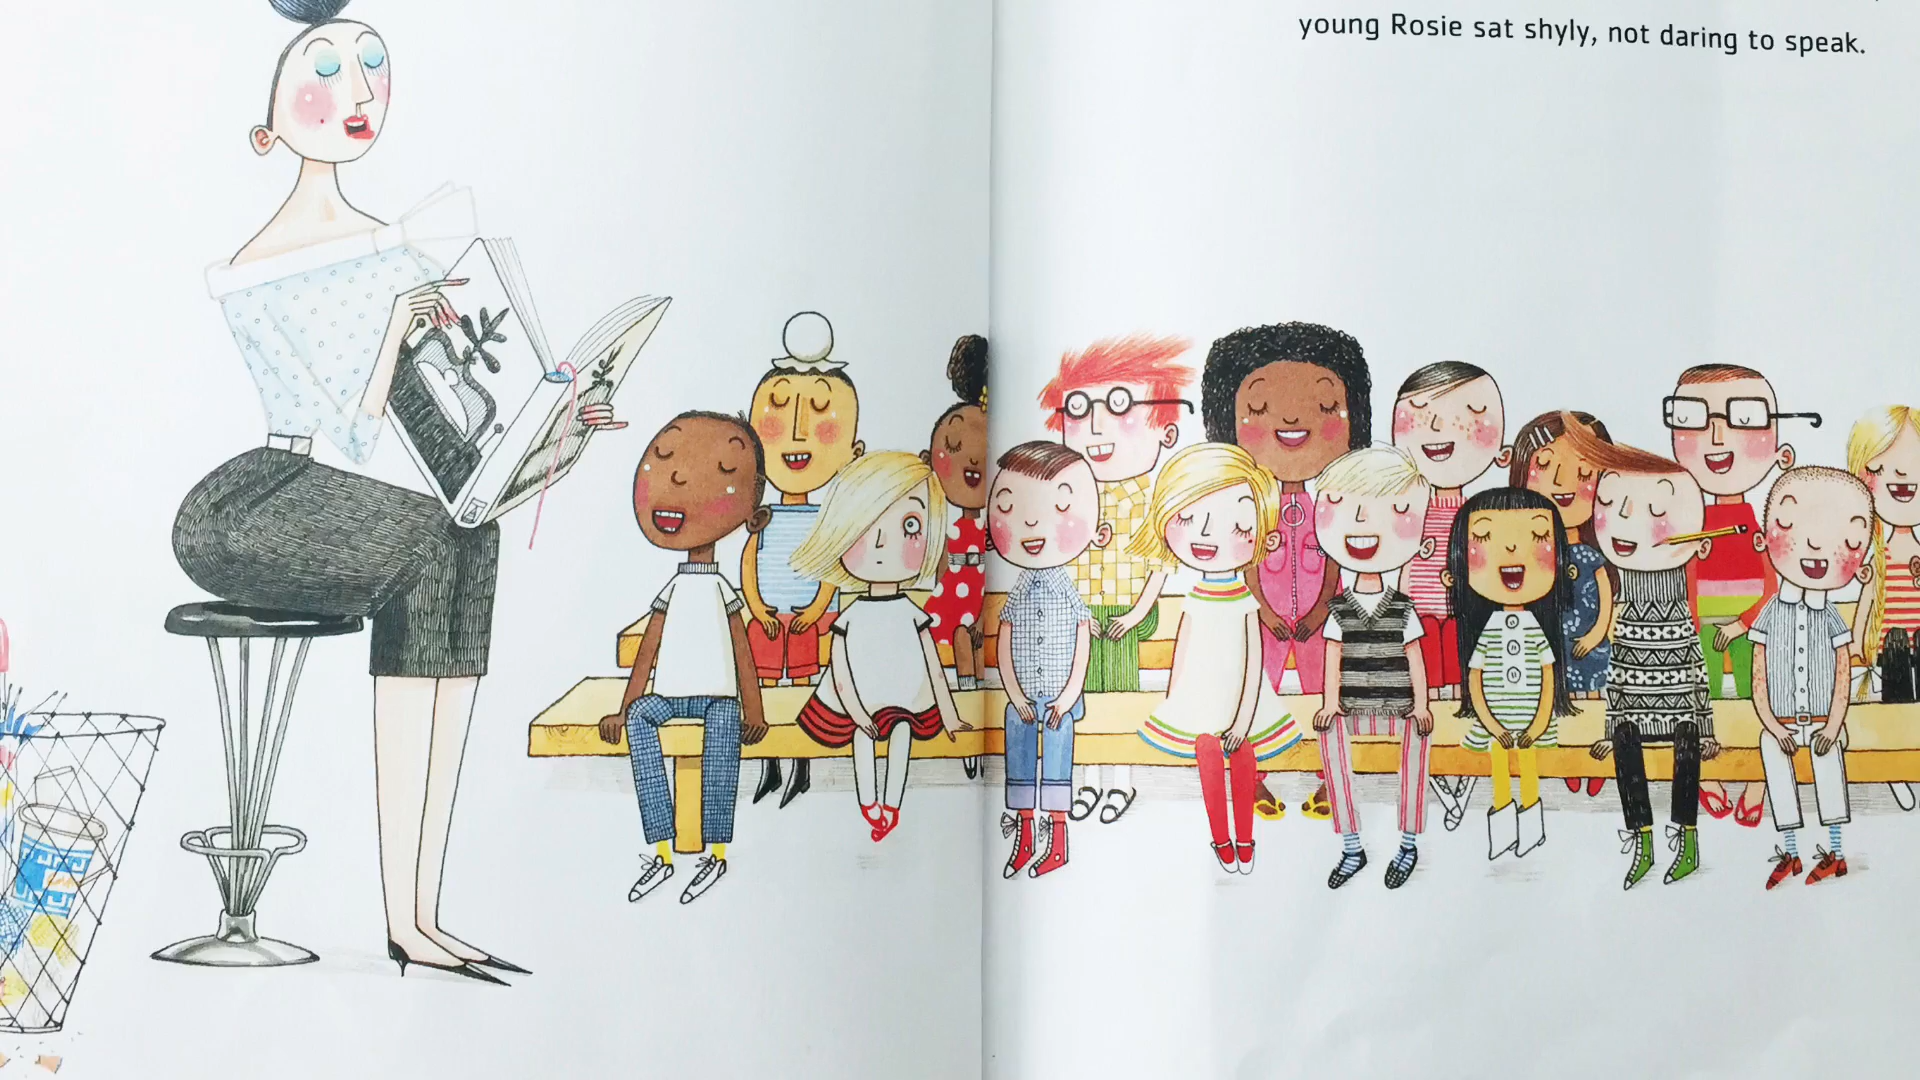 young Rosie sat shyly, not daring to speak.